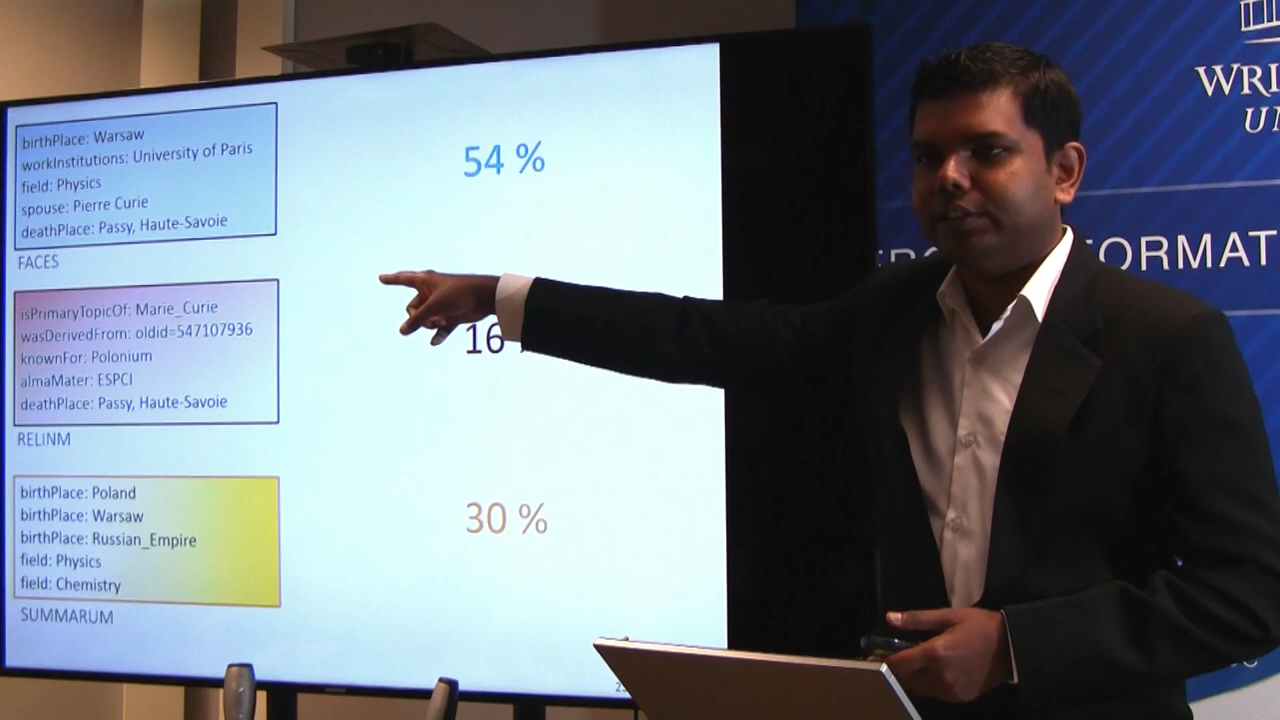 birthPlace: Warsaw
workInstitutions: University of Paris
field: Physics
spouse: Pierre Curie
deathPlace: Passy, Haute-Savoie
FACES
54 %
isPrimaryTopicOf: Marie_Curie
wasDerivedFrom: oldid=547107936
knownFor: Polonium
almaMater: ESPCI
deathPlace: Passy, Haute-Savoie
RELINM
16
birthPlace: Poland
birthPlace: Warsaw
birthPlace: Russian_Empire
field: Physics
field: Chemistry
SUMMARUM
30 %
WRI
UN
ORMAT